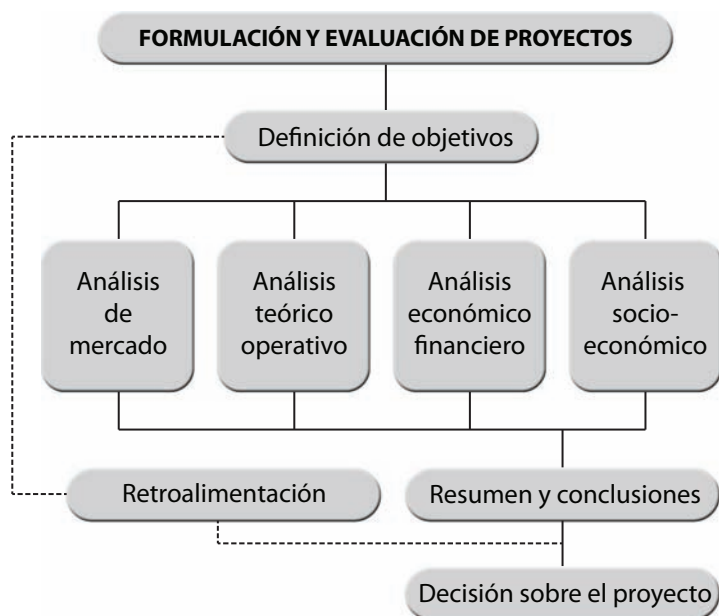 FORMULACIÓN Y EVALUACIÓN DE PROYECTOS
Definición de objetivos
Análisis
de
mercado
Análisis
teórico
operativo
Análisis
económico
financiero
Análisis
socio-
económico
Retroalimentación
Resumen y conclusiones
Decisión sobre el proyecto